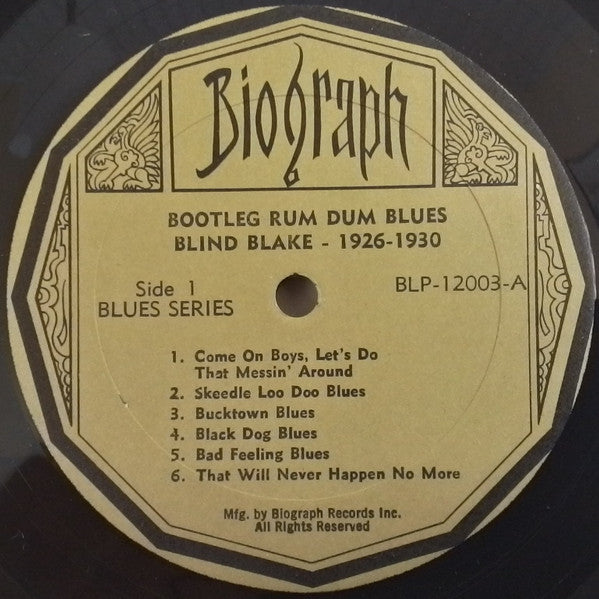 Biograph
BOOTLEG RUM DUM BLUES
BLIND BLAKE - 1926-1930
Side 1
BLUES SERIES
BLP-12003-A
1. Come On Boys, Let's Do
That Messin' Around
2. Skeedle Loo Doo Blues
3. Bucktown Blues
4. Black Dog Blues
5. Bad Feeling Blues
6. That Will Never Happen No More
Mfg. by Biograph Records Inc.
All Rights Reserved